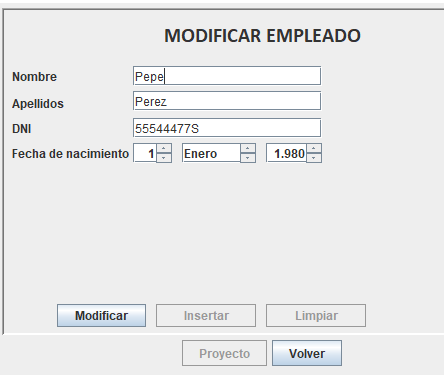 MODIFICAR EMPLEADO
Nombre Pepe
Apellidos Perez
DNI 55544477S
Fecha de nacimiento 1 Enero 1.980
Modificar Insertar Limpiar
Proyecto Volver